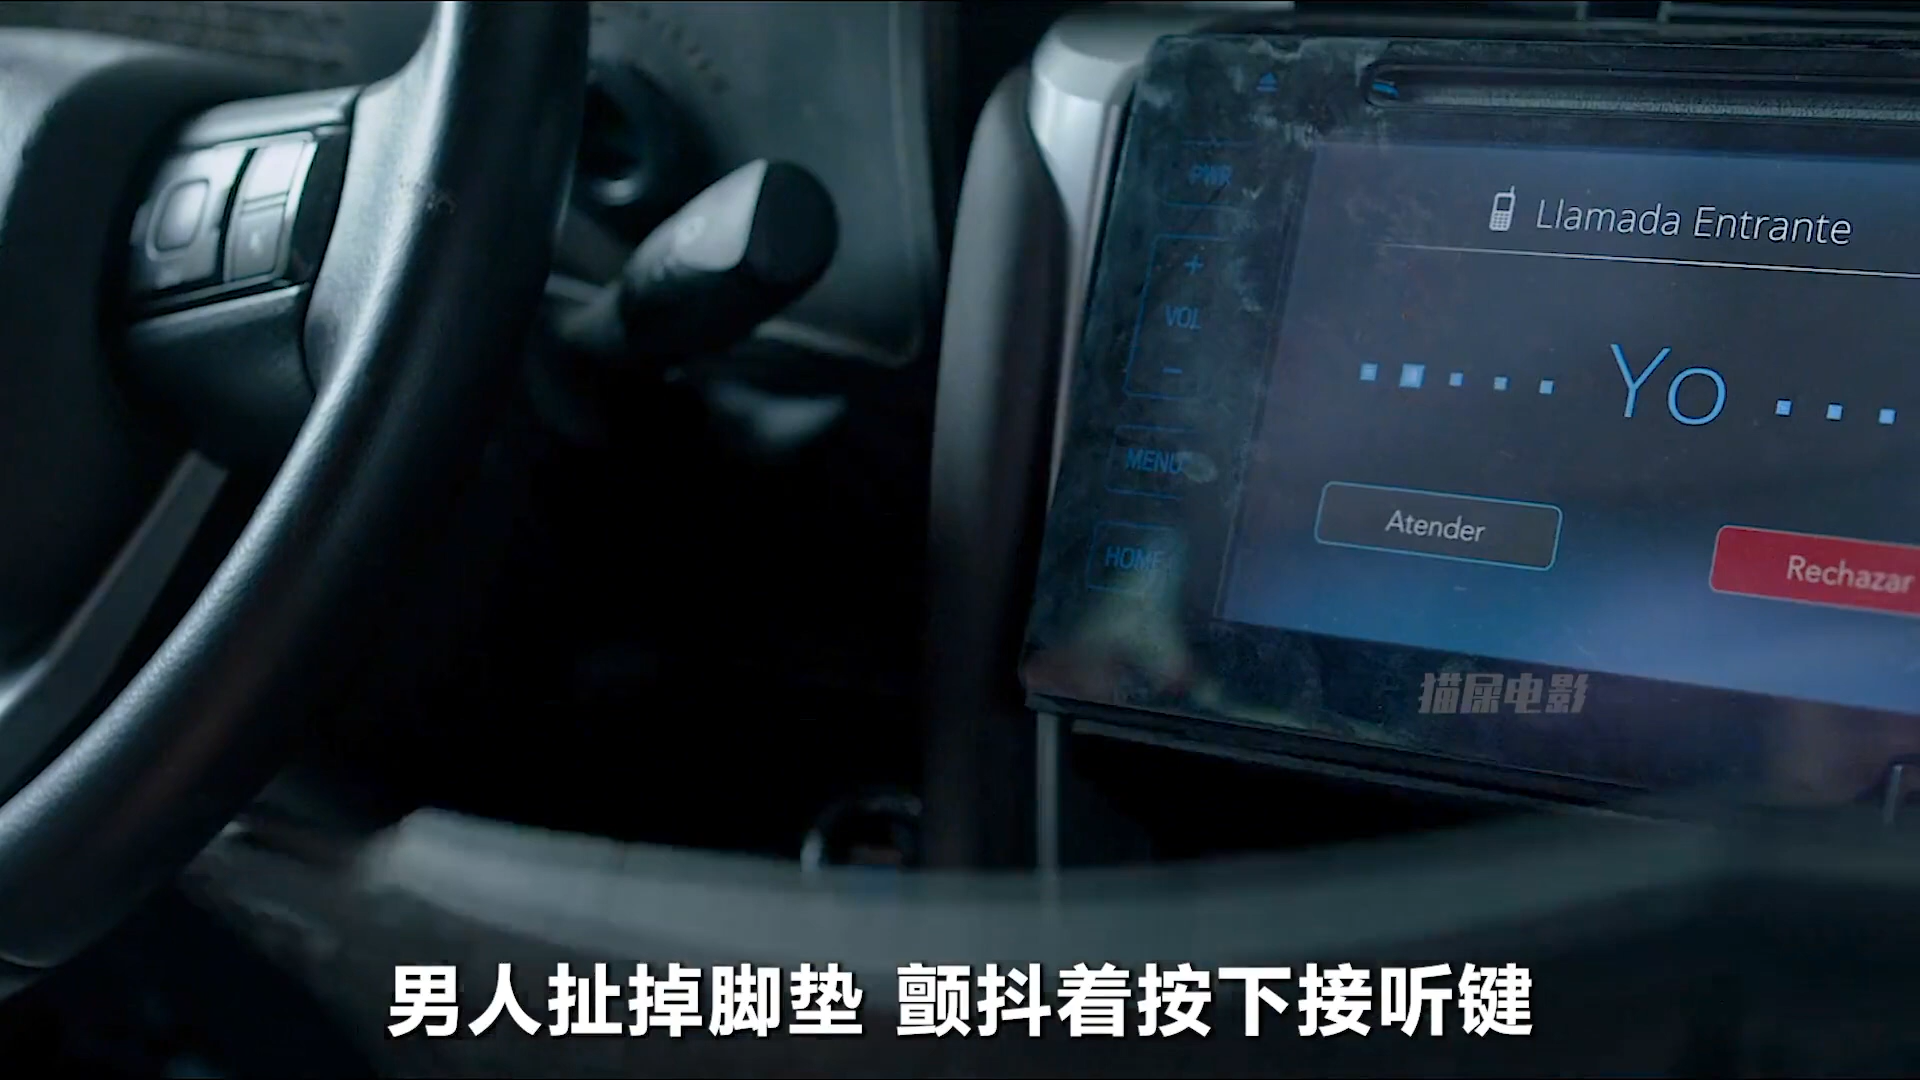 PWR
+
VOL
-
MENU
HOME
Llamada Entrante
Yo
Atender
Rechazar
猫屎电影
男人扯掉脚垫 颤抖着按下接听键